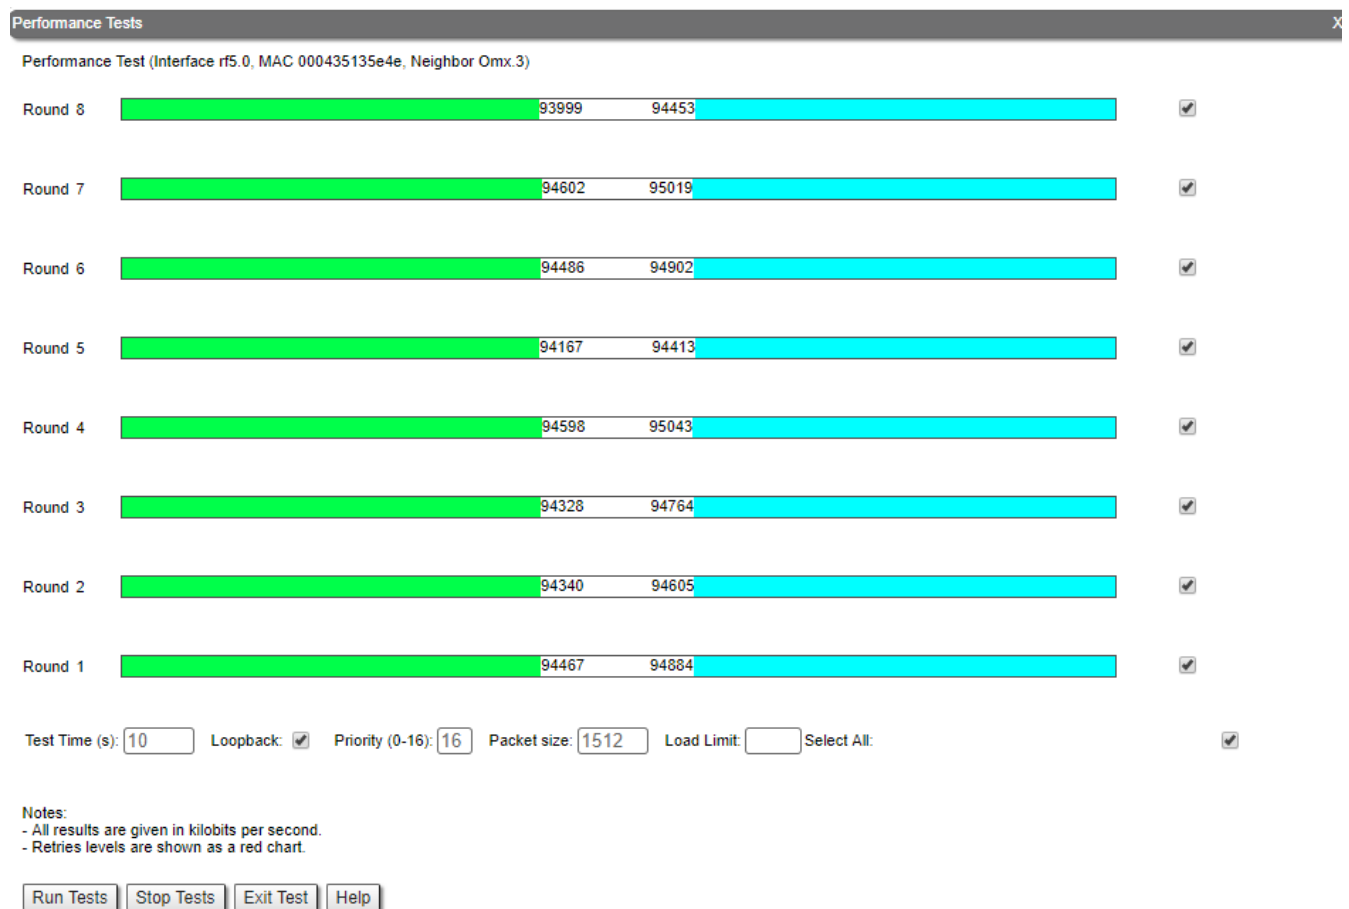 Performance Tests X
Performance Test (Interface rf5.0, MAC 000435135e4e, Neighbor Omx.3)
Round 8 93999 94453
Round 7 94602 95019
Round 6 94486 94902
Round 5 94167 94413
Round 4 94598 95043
Round 3 94328 94764
Round 2 94340 94605
Round 1 94467 94884
Test Time (s): 10 Loopback: Priority (0-16): 16 Packet size: 1512 Load Limit: Select All:
Notes:
- All results are given in kilobits per second.
- Retries levels are shown as a red chart.
Run Tests Stop Tests Exit Test Help